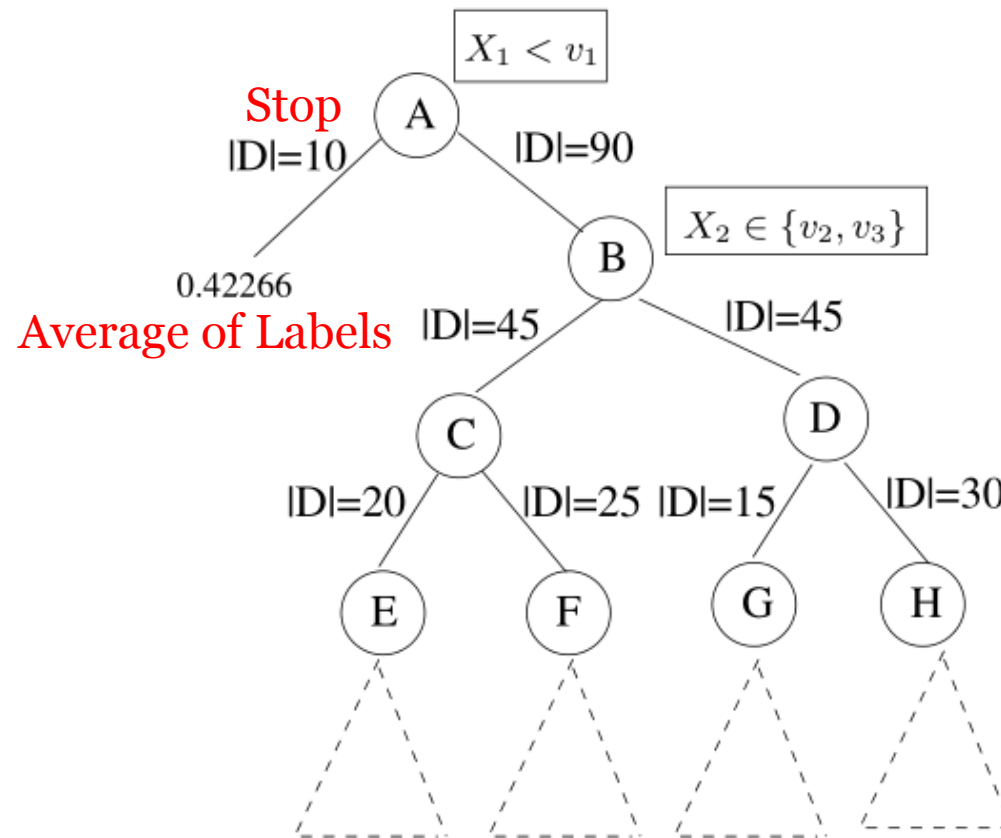 X₁ < v₁
Stop
A
|D|=10
|D|=90
X₂ ∈ {v₂, v₃}
B
0.42266
Average of Labels
|D|=45
|D|=45
C
D
|D|=20
|D|=25
|D|=15
|D|=30
E
F
G
H